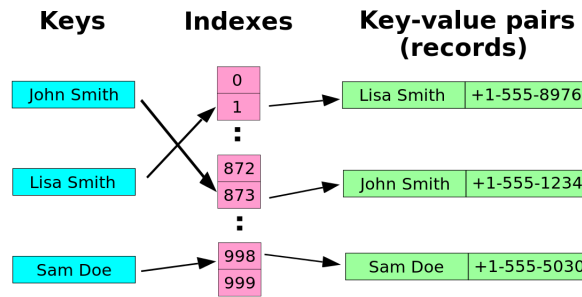 Keys
Indexes
Key-value pairs
(records)
John Smith
0
1
Lisa Smith +1-555-8976
:
Lisa Smith
872
873
John Smith +1-555-1234
:
Sam Doe
998
999
Sam Doe +1-555-5030